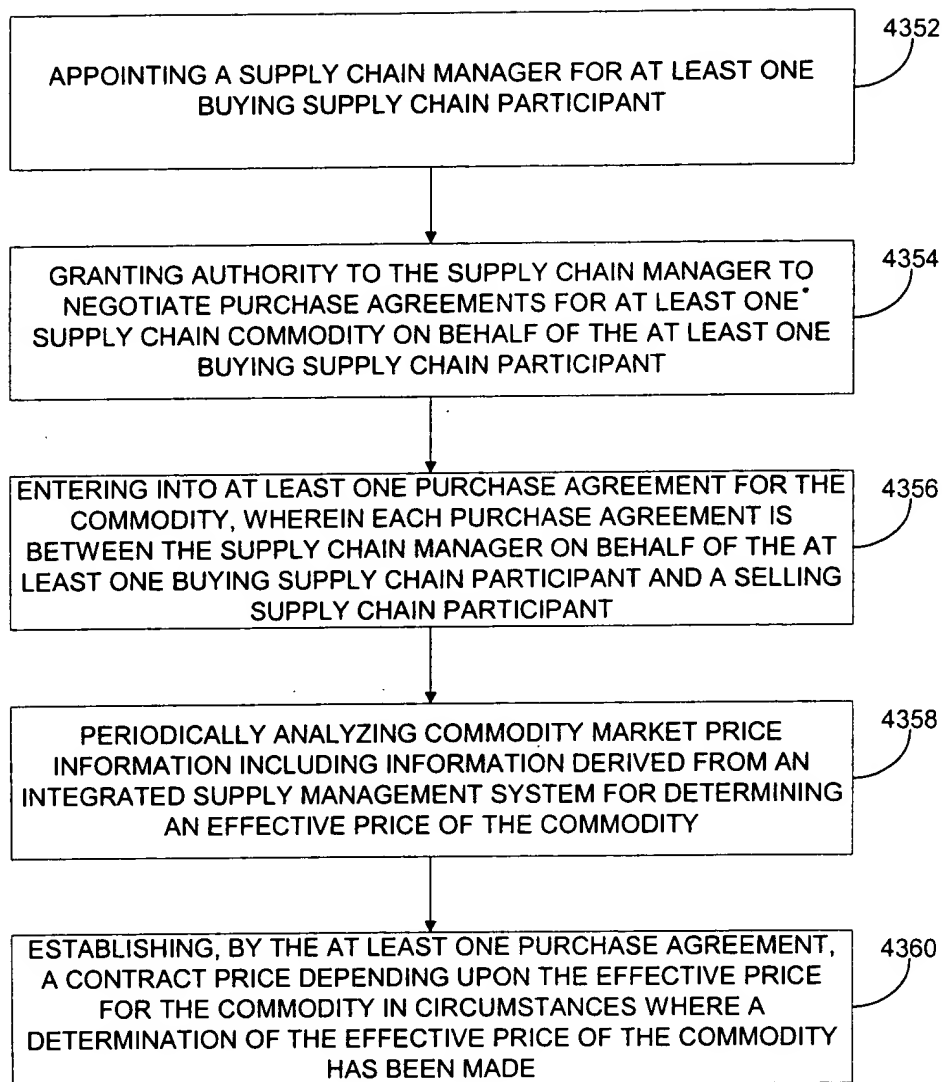 4352
APPOINTING A SUPPLY CHAIN MANAGER FOR AT LEAST ONE
BUYING SUPPLY CHAIN PARTICIPANT
4354
GRANTING AUTHORITY TO THE SUPPLY CHAIN MANAGER TO
NEGOTIATE PURCHASE AGREEMENTS FOR AT LEAST ONE
SUPPLY CHAIN COMMODITY ON BEHALF OF THE AT LEAST ONE
BUYING SUPPLY CHAIN PARTICIPANT
4356
ENTERING INTO AT LEAST ONE PURCHASE AGREEMENT FOR THE
COMMODITY, WHEREIN EACH PURCHASE AGREEMENT IS
BETWEEN THE SUPPLY CHAIN MANAGER ON BEHALF OF THE AT
LEAST ONE BUYING SUPPLY CHAIN PARTICIPANT AND A SELLING
SUPPLY CHAIN PARTICIPANT
4358
PERIODICALLY ANALYZING COMMODITY MARKET PRICE
INFORMATION INCLUDING INFORMATION DERIVED FROM AN
INTEGRATED SUPPLY MANAGEMENT SYSTEM FOR DETERMINING
AN EFFECTIVE PRICE OF THE COMMODITY
4360
ESTABLISHING, BY THE AT LEAST ONE PURCHASE AGREEMENT,
A CONTRACT PRICE DEPENDING UPON THE EFFECTIVE PRICE
FOR THE COMMODITY IN CIRCUMSTANCES WHERE A
DETERMINATION OF THE EFFECTIVE PRICE OF THE COMMODITY
HAS BEEN MADE